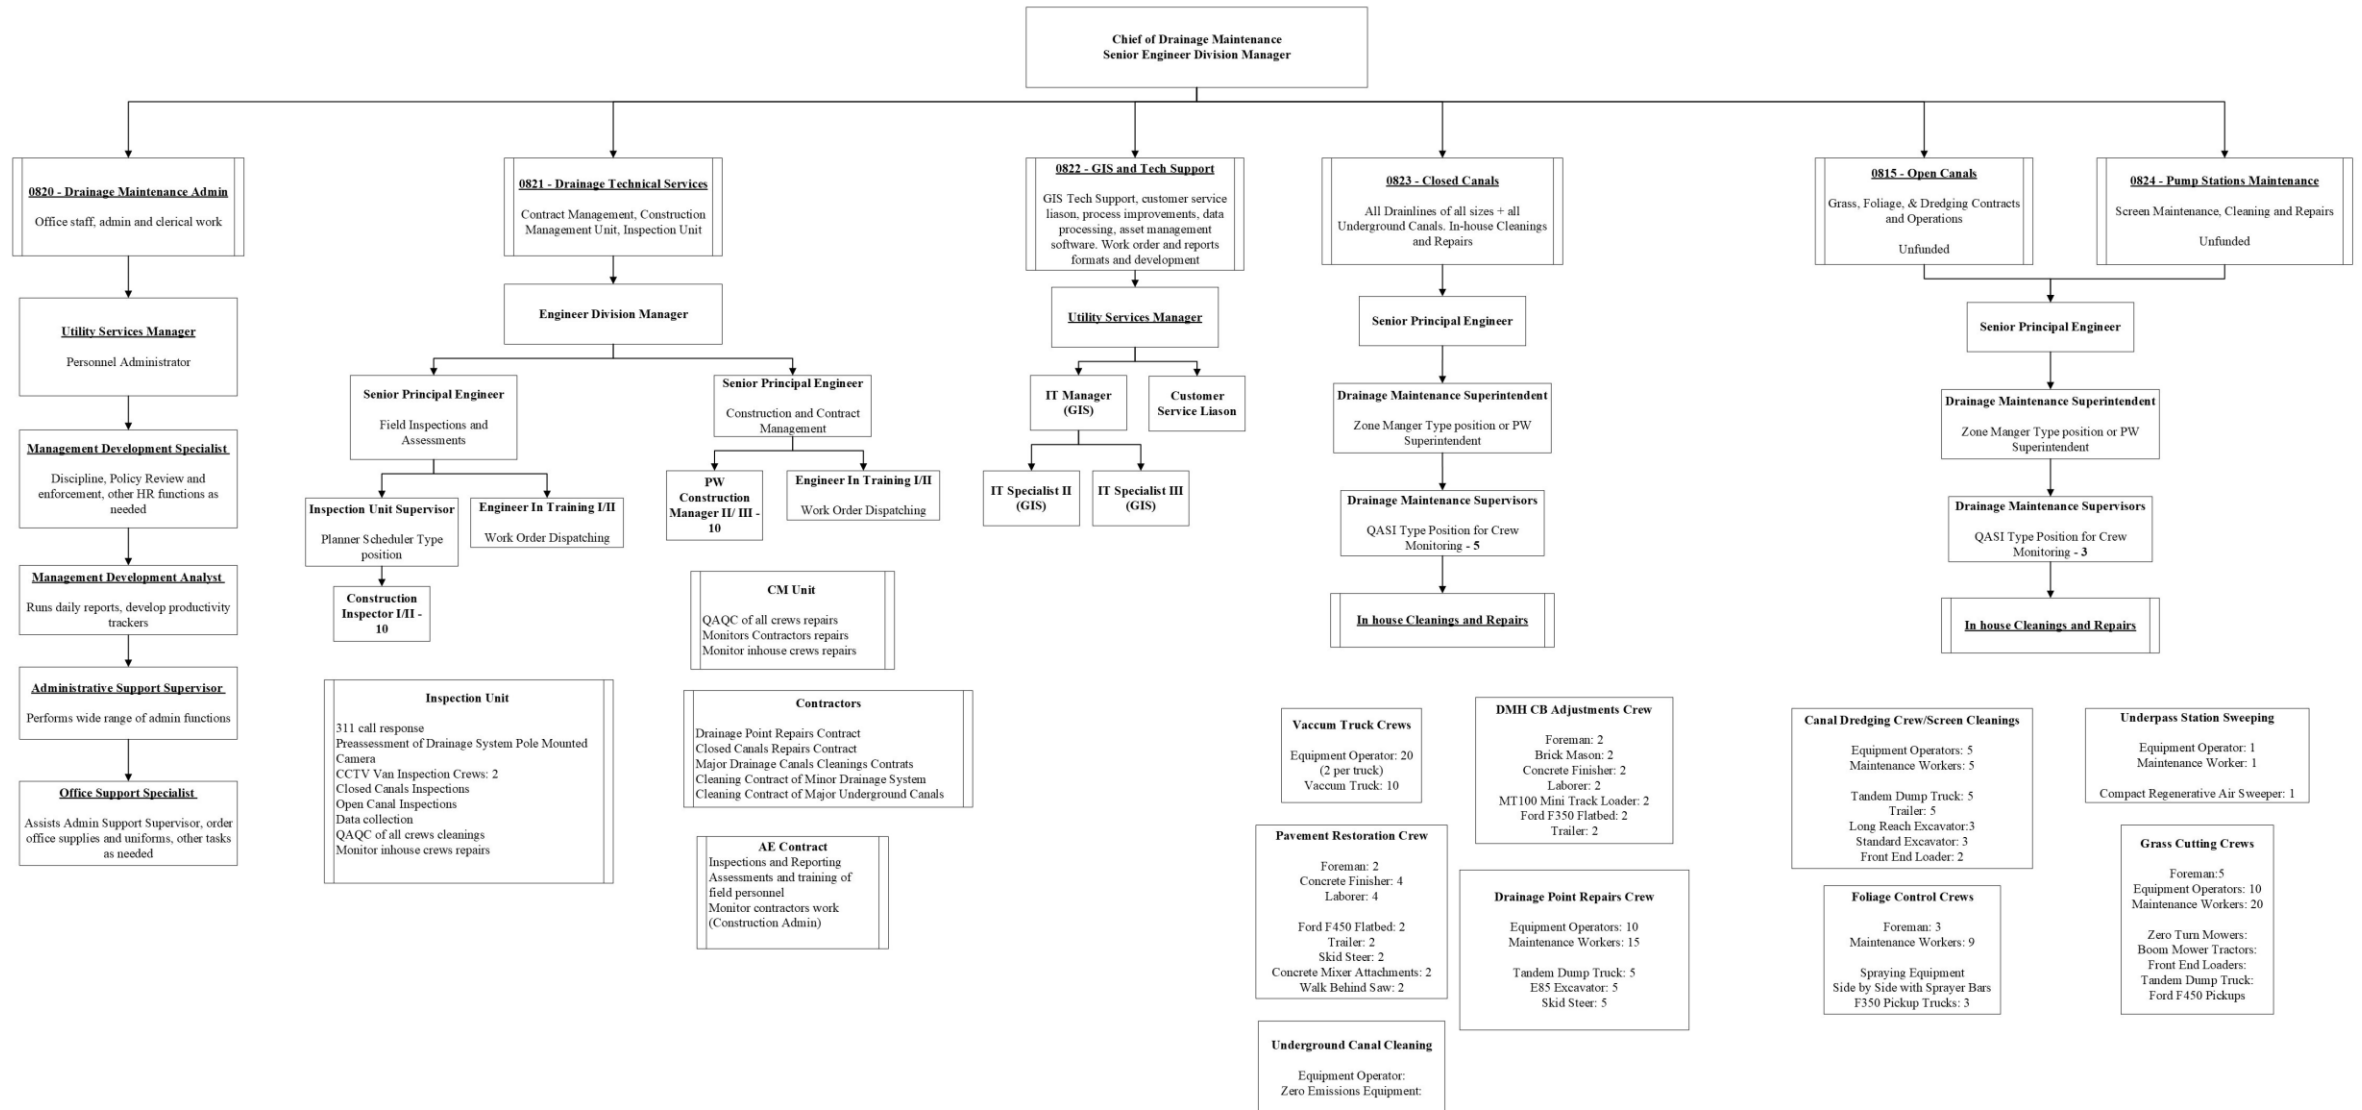 Chief of Drainage Maintenance
Senior Engineer Division Manager
0820 - Drainage Maintenance Admin
Office staff, admin and clerical work
Utility Services Manager
Personnel Administrator
Management Development Specialist
Discipline, Policy Review and
enforcement, other HR functions as
needed
Management Development Analyst
Runs daily reports, develop productivity
trackers
Administrative Support Supervisor
Performs wide range of admin functions
Office Support Specialist
Assists Admin Support Supervisor, order
office supplies and uniforms, other tasks
as needed
0821 - Drainage Technical Services
Contract Management, Construction
Management Unit, Inspection Unit
Engineer Division Manager
Senior Principal Engineer
Field Inspections and
Assessments
Inspection Unit Supervisor
Planner Scheduler Type
position
Construction
Inspector I/II -
10
Engineer In Training I/II
Work Order Dispatching
Inspection Unit
311 call response
Preassessment of Drainage System Pole Mounted
Camera
CCTV Van Inspection Crews: 2
Closed Canals Inspections
Open Canal Inspections
Data collection
QAQC of all crews cleanings
Monitor inhouse crews repairs
Senior Principal Engineer
Construction and Contract
Management
PW
Construction
Manager II/ III -
10
Engineer In Training I/II
Work Order Dispatching
CM Unit
QAQC of all crews repairs
Monitors Contractors repairs
Monitor inhouse crews repairs
Contractors
Drainage Point Repairs Contract
Closed Canals Repairs Contract
Major Drainage Canals Cleanings Contrats
Cleaning Contract of Minor Drainage System
Cleaning Contract of Major Underground Canals
AE Contract
Inspections and Reporting
Assessments and training of
field personnel
Monitor contractors work
(Construction Admin)
0822 - GIS and Tech Support
GIS Tech Support, customer service
liason, process improvements, data
processing, asset management
software. Work order and reports
formats and development
Utility Services Manager
IT Manager
(GIS)
Customer
Service Liason
IT Specialist II
(GIS)
IT Specialist III
(GIS)
0823 - Closed Canals
All Drainlines of all sizes + all
Underground Canals. In-house Cleanings
and Repairs
Senior Principal Engineer
Drainage Maintenance Superintendent
Zone Manger Type position or PW
Superintendent
Drainage Maintenance Supervisors
QASI Type Position for Crew
Monitoring - 5
In house Cleanings and Repairs
Vaccum Truck Crews
Equipment Operator: 20
(2 per truck)
Vaccum Truck: 10
Pavement Restoration Crew
Foreman: 2
Concrete Finisher: 4
Laborer: 4
Ford F450 Flatbed: 2
Trailer: 2
Skid Steer: 2
Concrete Mixer Attachments: 2
Walk Behind Saw: 2
Underground Canal Cleaning
Equipment Operator:
Zero Emissions Equipment:
DMH CB Adjustments Crew
Foreman: 2
Brick Mason: 2
Concrete Finisher: 2
Laborer: 2
MT100 Mini Track Loader: 2
Ford F350 Flatbed: 2
Trailer: 2
Drainage Point Repairs Crew
Equipment Operators: 10
Maintenance Workers: 15
Tandem Dump Truck: 5
E85 Excavator: 5
Skid Steer: 5
0815 - Open Canals
Grass, Foliage, & Dredging Contracts
and Operations
Unfunded
0824 - Pump Stations Maintenance
Screen Maintenance, Cleaning and Repairs
Unfunded
Senior Principal Engineer
Drainage Maintenance Superintendent
Zone Manger Type position or PW
Superintendent
Drainage Maintenance Supervisors
QASI Type Position for Crew
Monitoring - 3
In house Cleanings and Repairs
Canal Dredging Crew/Screen Cleanings
Equipment Operators: 5
Maintenance Workers: 5
Tandem Dump Truck: 5
Trailer: 5
Long Reach Excavator:3
Standard Excavator: 3
Front End Loader: 2
Foliage Control Crews
Foreman: 3
Maintenance Workers: 9
Spraying Equipment
Side by Side with Sprayer Bars
F350 Pickup Trucks: 3
Underpass Station Sweeping
Equipment Operator: 1
Maintenance Worker: 1
Compact Regenerative Air Sweeper: 1
Grass Cutting Crews
Foreman:5
Equipment Operators: 10
Maintenance Workers: 20
Zero Turn Mowers:
Boom Mower Tractors:
Front End Loaders:
Tandem Dump Truck:
Ford F450 Pickups